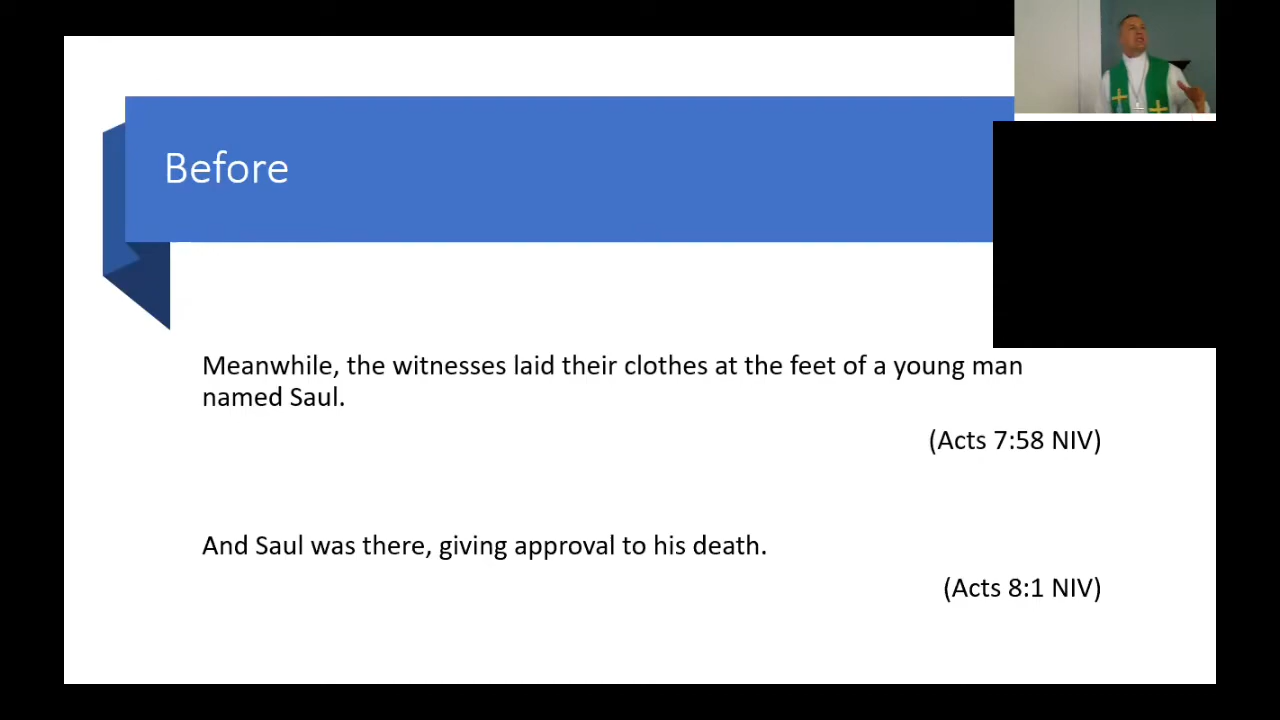 Before
Meanwhile, the witnesses laid their clothes at the feet of a young man
named Saul.
(Acts 7:58 NIV)
And Saul was there, giving approval to his death.
(Acts 8:1 NIV)